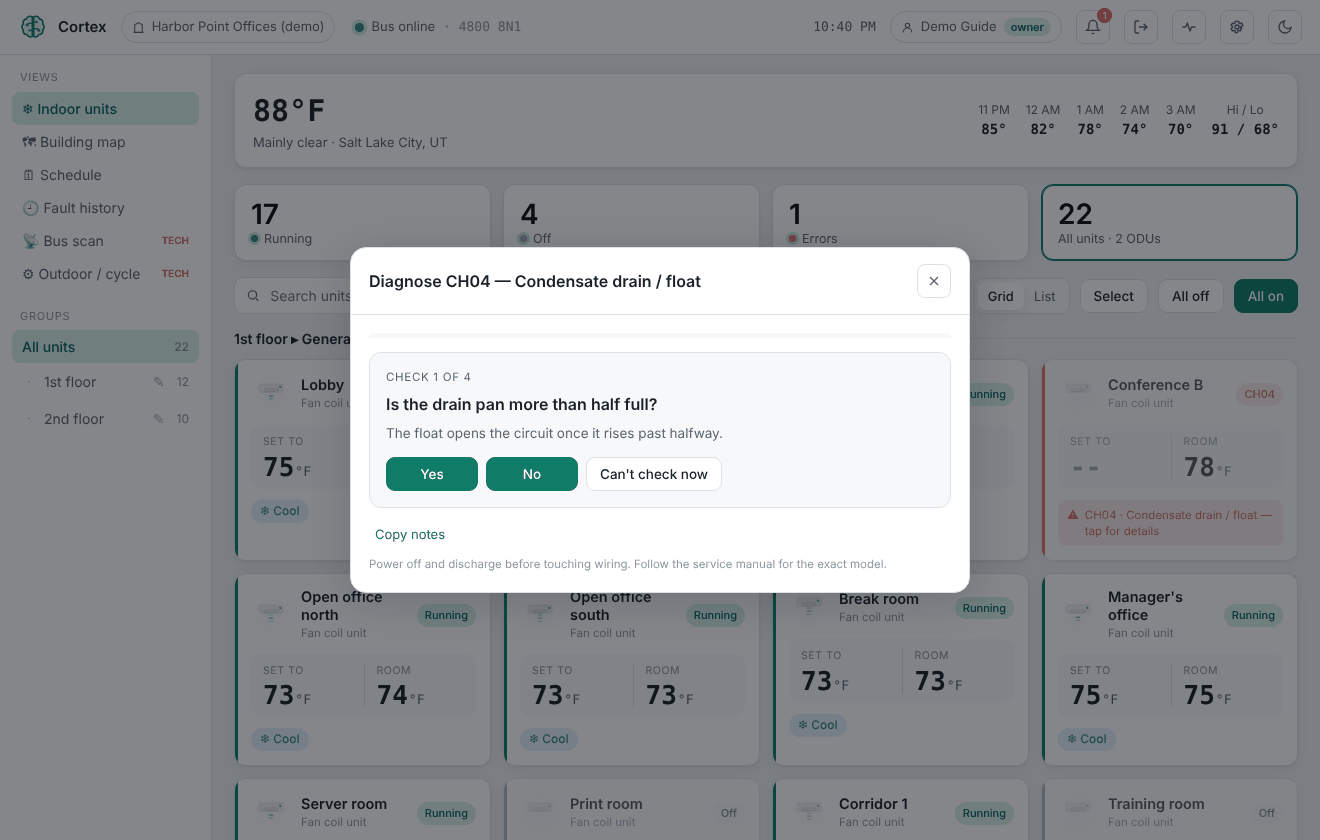 Cortex
Harbor Point Offices (demo)
Bus online · 4800 8N1
10:40 PM
Demo Guide owner
1
VIEWS
Indoor units
Building map
Schedule
Fault history
Bus scan TECH
Outdoor / cycle TECH
GROUPS
All units 22
1st floor 12
2nd floor 10
88°F
Mainly clear · Salt Lake City, UT
11 PM 12 AM 1 AM 2 AM 3 AM Hi / Lo
85° 82° 78° 74° 70° 91 / 68°
17
Running
4
Off
1
Errors
22
All units · 2 ODUs
Search units
Grid List Select All off All on
1st floor ▸ Genera
Lobby
Fan coil u
SET TO
75°F
Cool
Diagnose CH04 — Condensate drain / float
CHECK 1 OF 4
Is the drain pan more than half full?
The float opens the circuit once it rises past halfway.
Yes No Can't check now
Copy notes
Power off and discharge before touching wiring. Follow the service manual for the exact model.
unning
Conference B
Fan coil unit
CH04
SET TO ROOM
-- 78°F
CH04 · Condensate drain / float —
tap for details
Open office
north
Fan coil unit
Running
SET TO ROOM
73°F 74°F
Cool
Open office
south
Fan coil unit
Running
SET TO ROOM
73°F 73°F
Cool
Break room
Fan coil unit
Running
SET TO ROOM
73°F 73°F
Cool
Manager's
office
Fan coil unit
Running
SET TO ROOM
75°F 75°F
Cool
Server room
Fan coil unit
Running
Print room
Fan coil unit
Off
Corridor 1
Fan coil unit
Running
Training room
Fan coil unit
Off